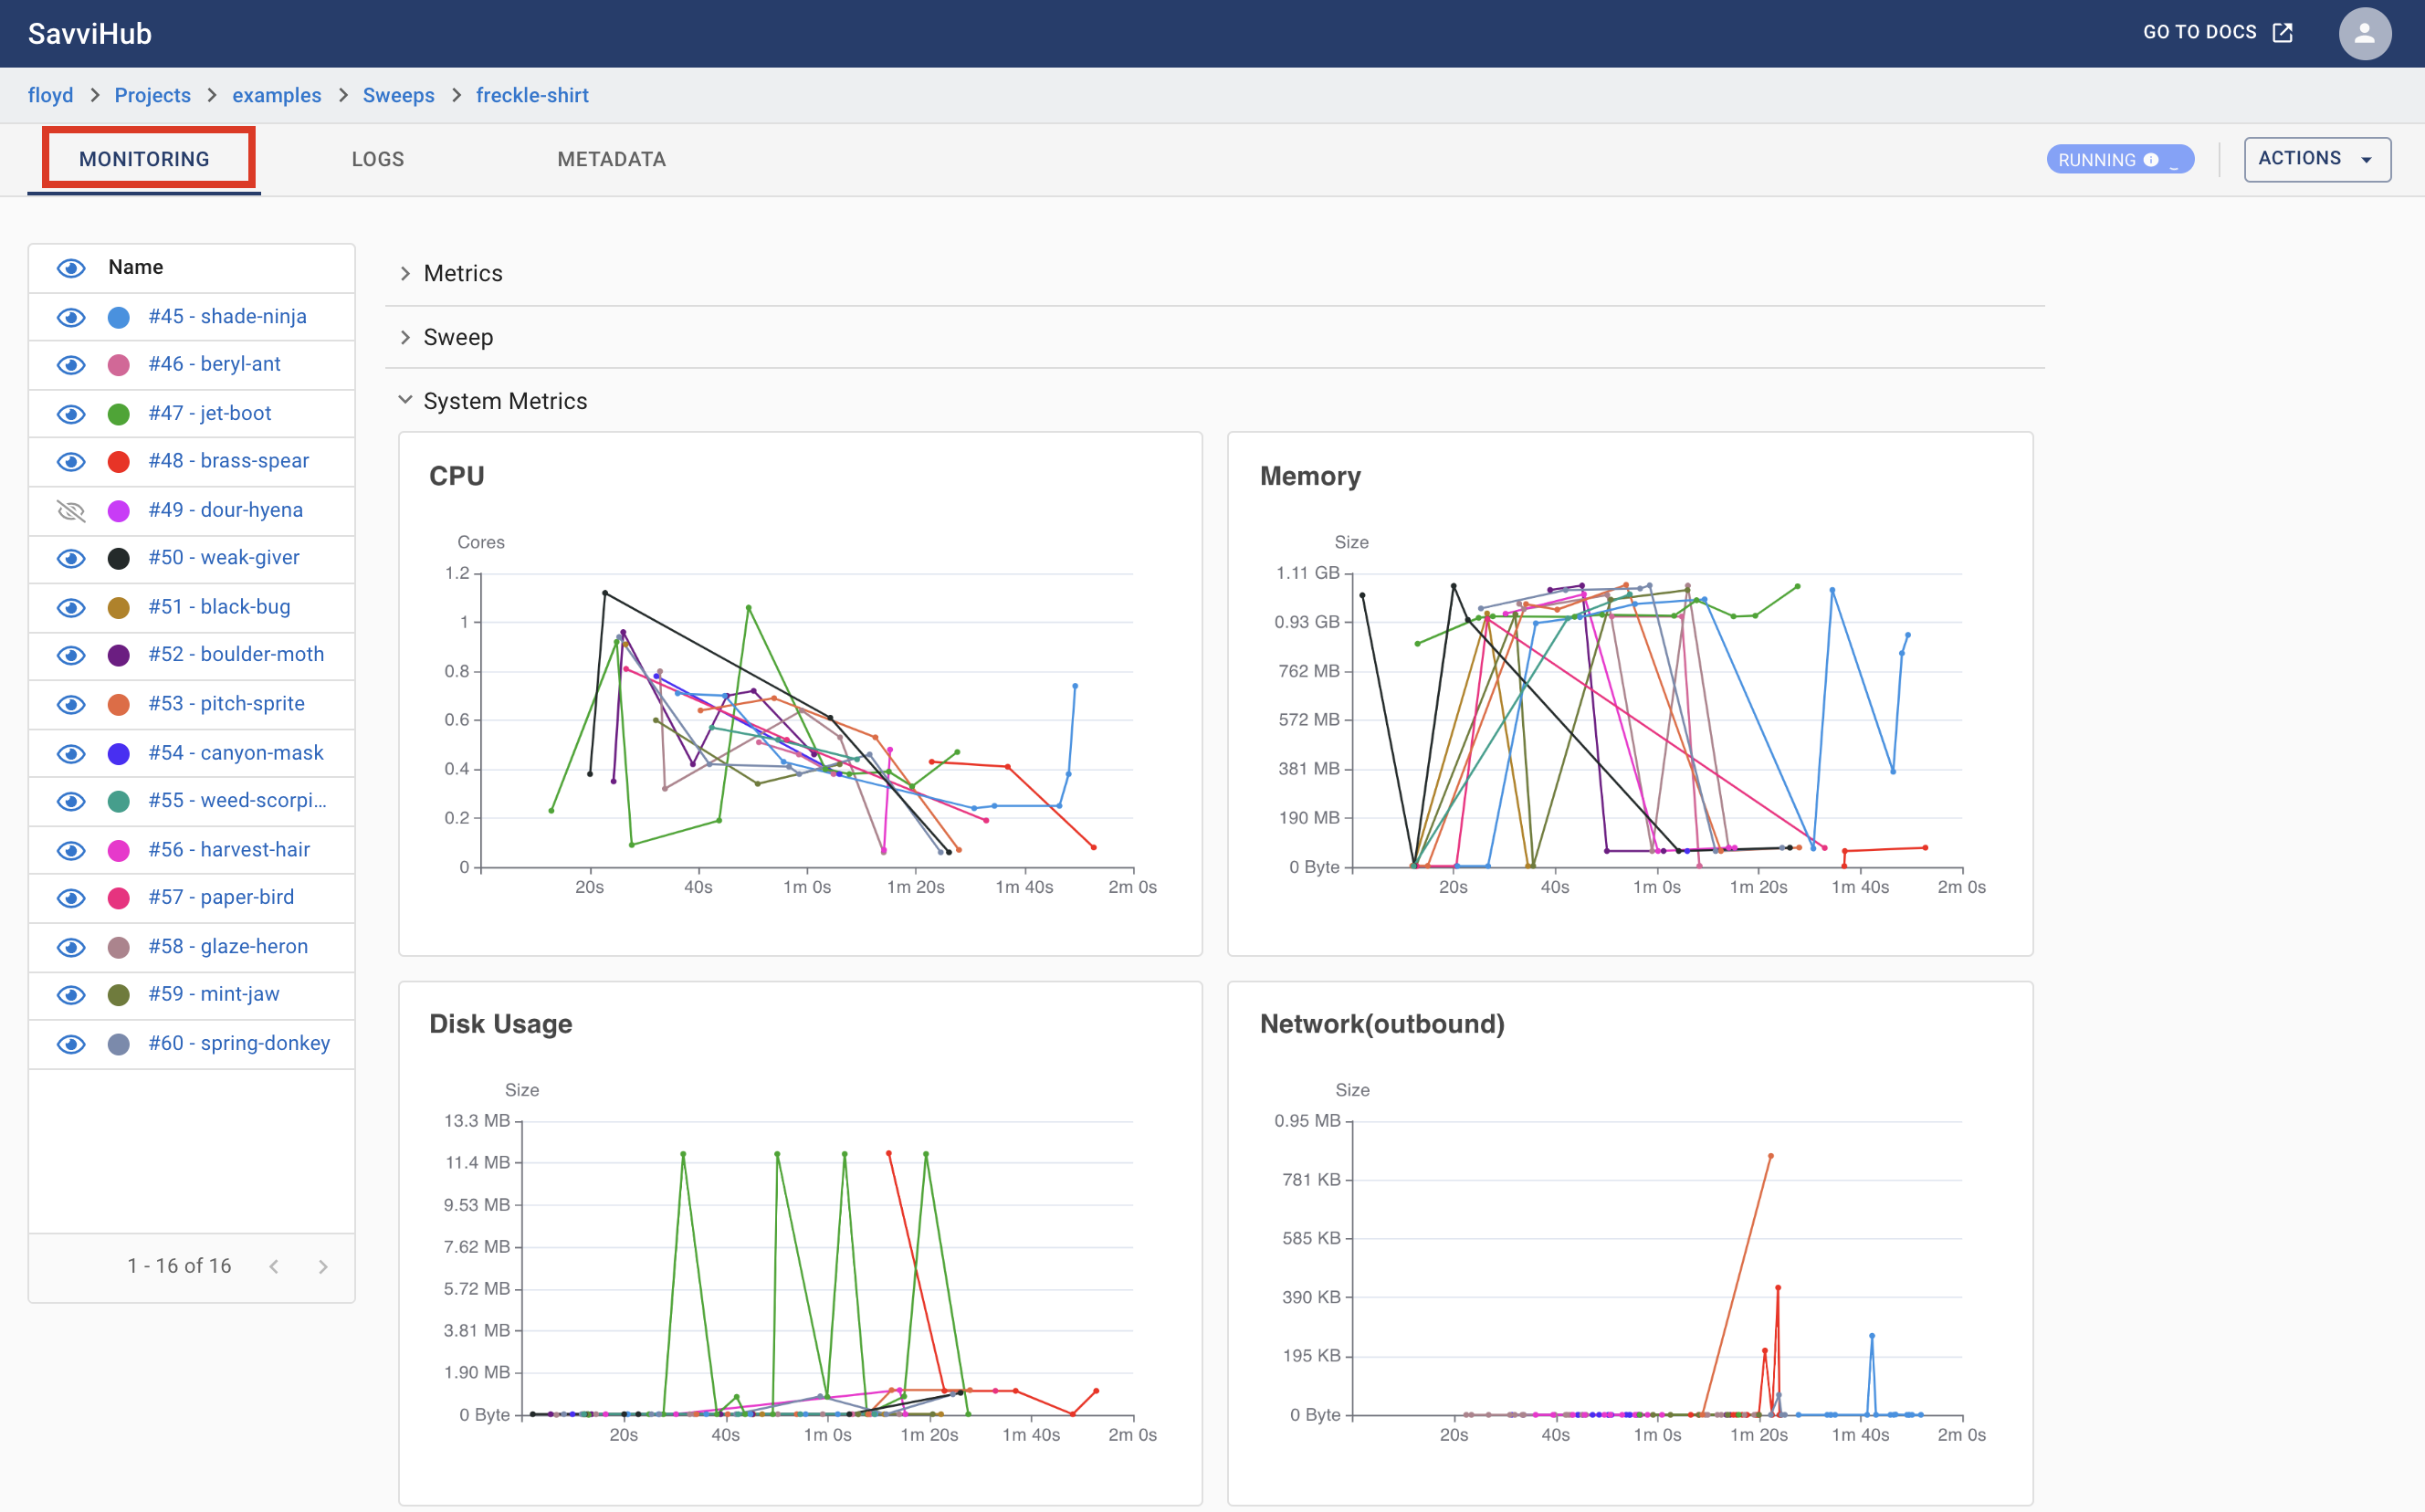 SavviHub
GO TO DOCS
floyd > Projects > examples > Sweeps > freckle-shirt
MONITORING
LOGS
METADATA
RUNNING
ACTIONS
Name
#45 - shade-ninja
#46 - beryl-ant
#47 - jet-boot
#48 - brass-spear
#49 - dour-hyena
#50 - weak-giver
#51 - black-bug
#52 - boulder-moth
#53 - pitch-sprite
#54 - canyon-mask
#55 - weed-scorpi...
#56 - harvest-hair
#57 - paper-bird
#58 - glaze-heron
#59 - mint-jaw
#60 - spring-donkey
1 - 16 of 16
Metrics
Sweep
System Metrics
CPU
Cores
1.2
1
0.8
0.6
0.4
0.2
0
20s 40s 1m 0s 1m 20s 1m 40s 2m 0s
Memory
Size
1.11 GB
0.93 GB
762 MB
572 MB
381 MB
190 MB
0 Byte
20s 40s 1m 0s 1m 20s 1m 40s 2m 0s
Disk Usage
Size
13.3 MB
11.4 MB
9.53 MB
7.62 MB
5.72 MB
3.81 MB
1.90 MB
0 Byte
20s 40s 1m 0s 1m 20s 1m 40s 2m 0s
Network(outbound)
Size
0.95 MB
781 KB
585 KB
390 KB
195 KB
0 Byte
20s 40s 1m 0s 1m 20s 1m 40s 2m 0s